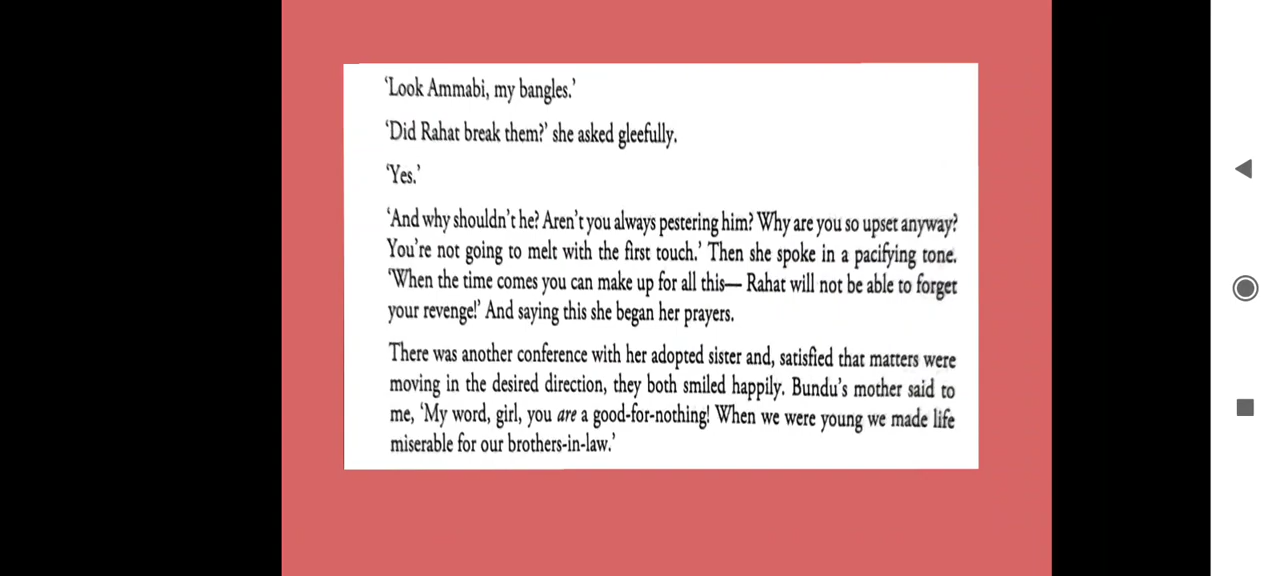 ‘Look Ammabi, my bangles.’
‘Did Rahat break them?’ she asked gleefully.
‘Yes.’
‘And why shouldn’t he? Aren’t you always pestering him? Why are you so upset anyway?
You’re not going to melt with the first touch.’ Then she spoke in a pacifying tone.
‘When the time comes you can make up for all this— Rahat will not be able to forget
your revenge!’ And saying this she began her prayers.
There was another conference with her adopted sister and, satisfied that matters were
moving in the desired direction, they both smiled happily. Bundu’s mother said to
me, ‘My word, girl, you are a good-for-nothing! When we were young we made life
miserable for our brothers-in-law.’